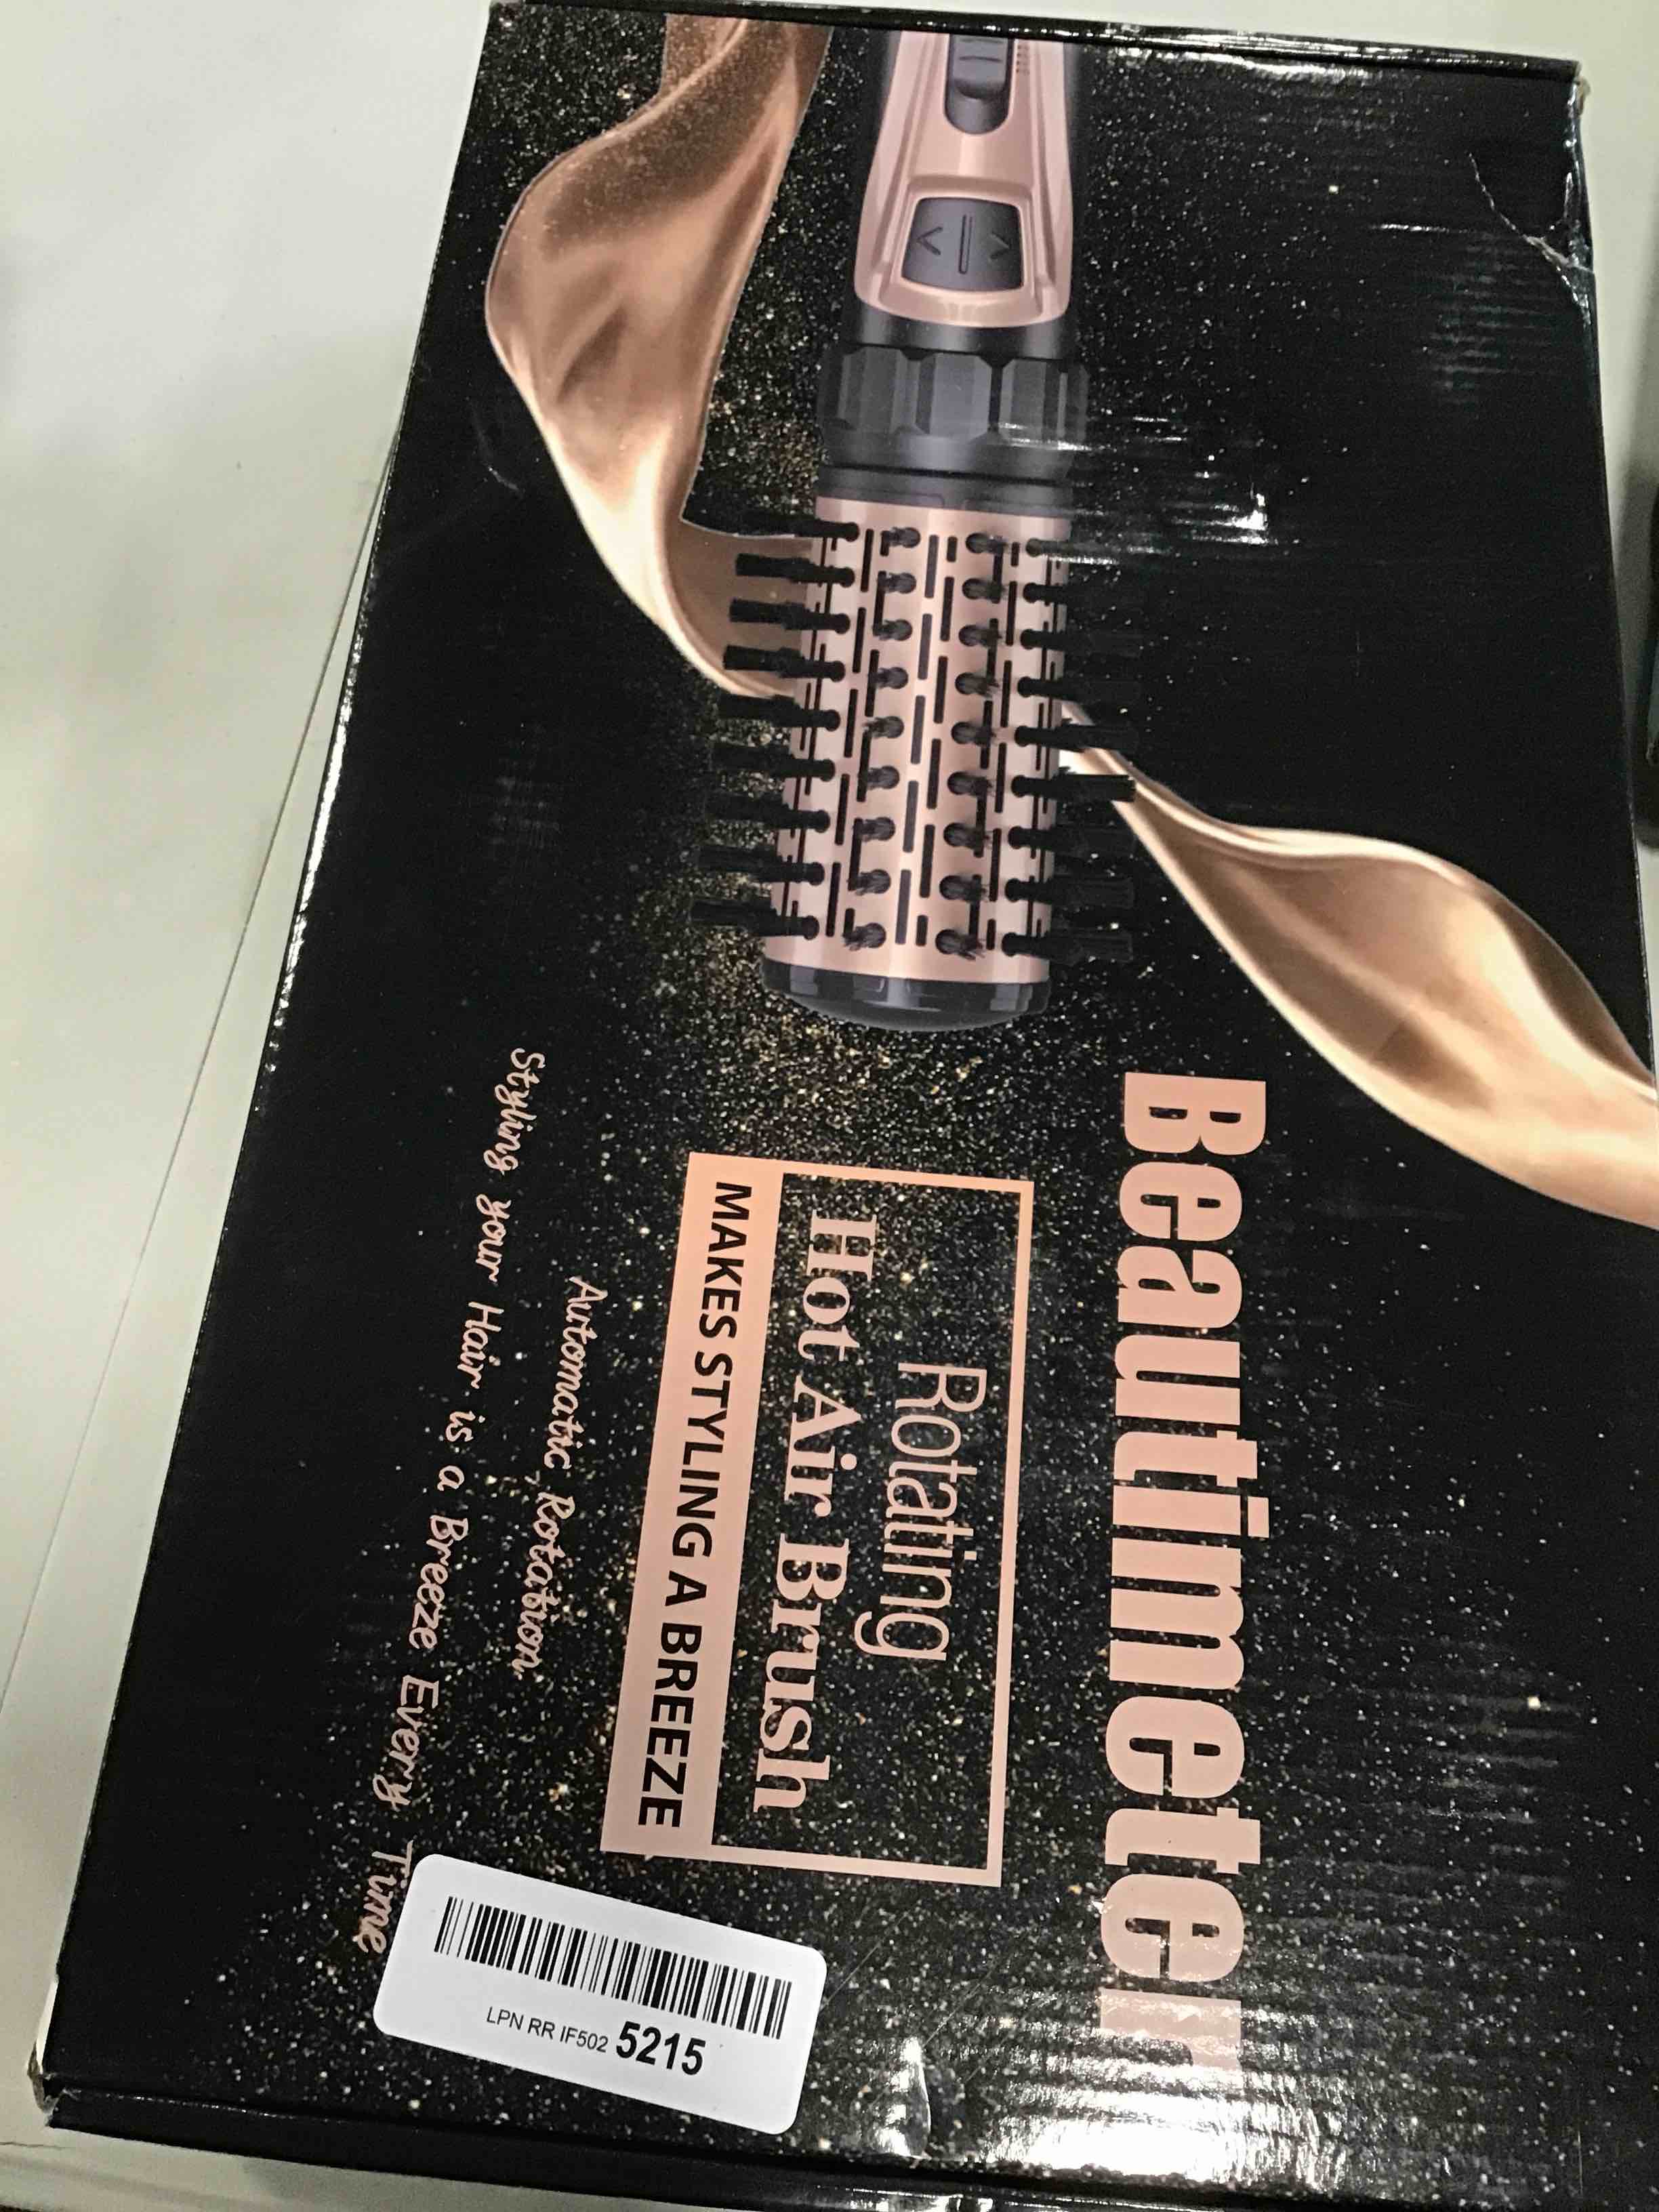 Beautimeter
Rotating
Hot Air Brush
MAKES STYLING A BREEZE
Automatic Rotation
Styling your Hair is a Breeze Every Time
LPN RR IF502 5215